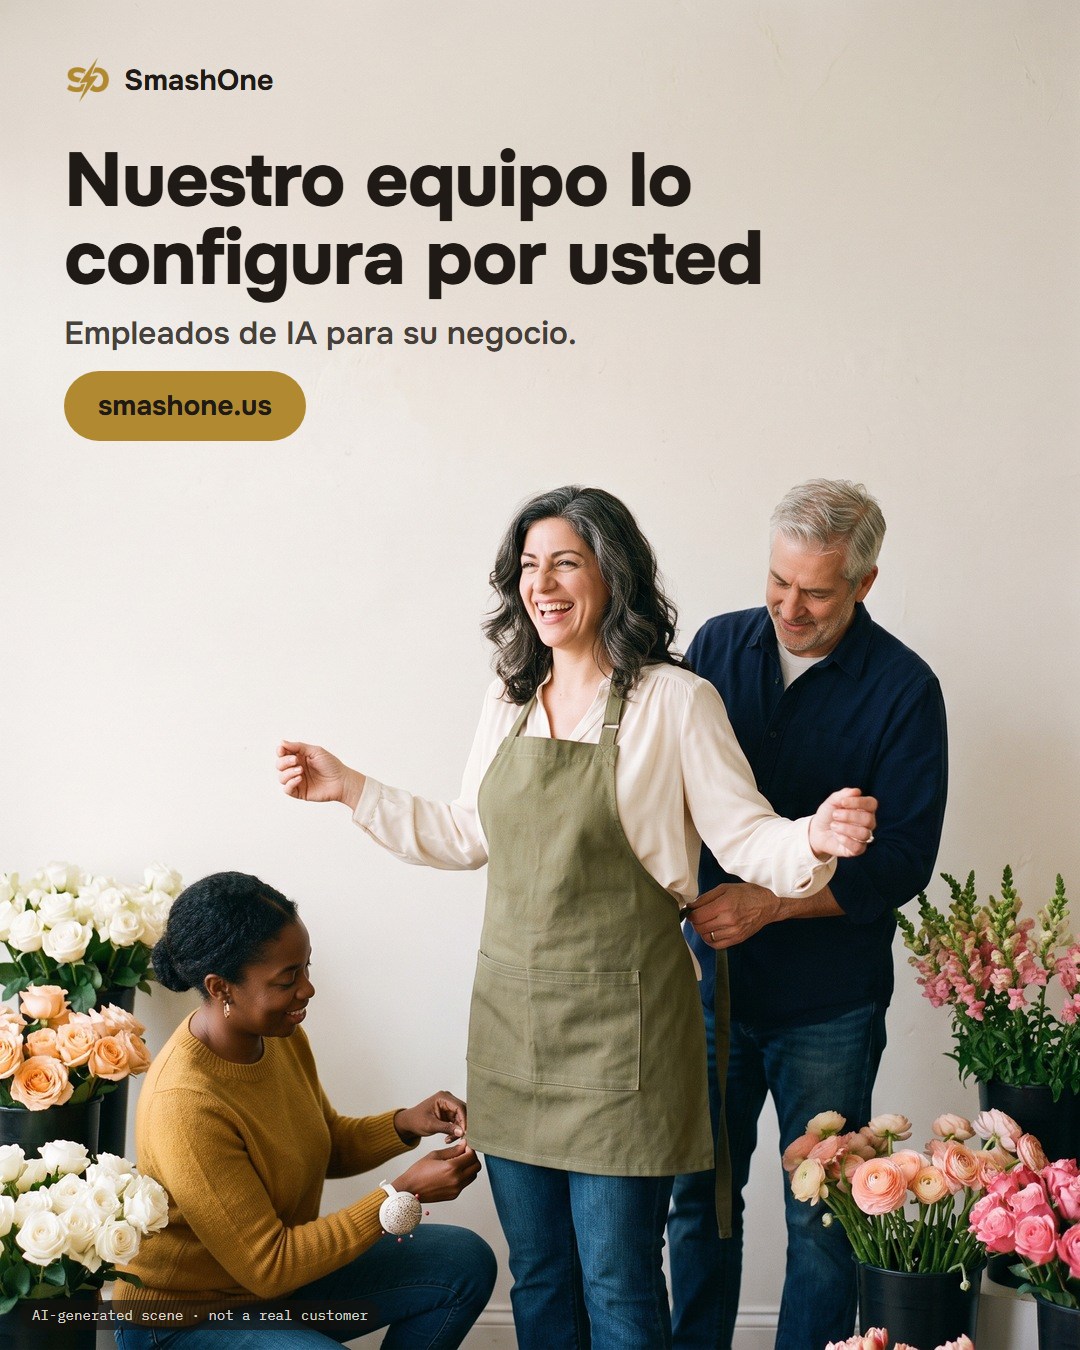 SmashOne
Nuestro equipo lo
configura por usted
Empleados de IA para su negocio.
smashone.us
AI-generated scene · not a real customer